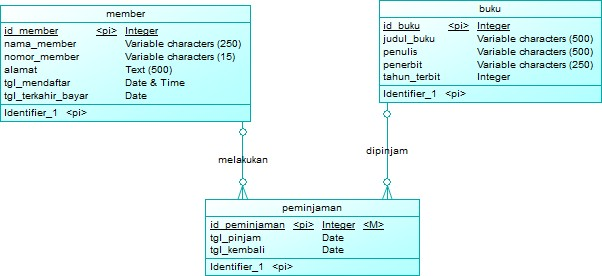 member
id_member <pi> Integer
nama_member Variable characters (250)
nomor_member Variable characters (15)
alamat Text (500)
tgl_mendaftar Date & Time
tgl_terkahir_bayar Date
Identifier_1 <pi>
buku
id_buku <pi> Integer
judul_buku Variable characters (500)
penulis Variable characters (500)
penerbit Variable characters (250)
tahun_terbit Integer
Identifier_1 <pi>
melakukan
dipinjam
peminjaman
id_peminjaman <pi> Integer <M>
tgl_pinjam Date
tgl_kembali Date
Identifier_1 <pi>